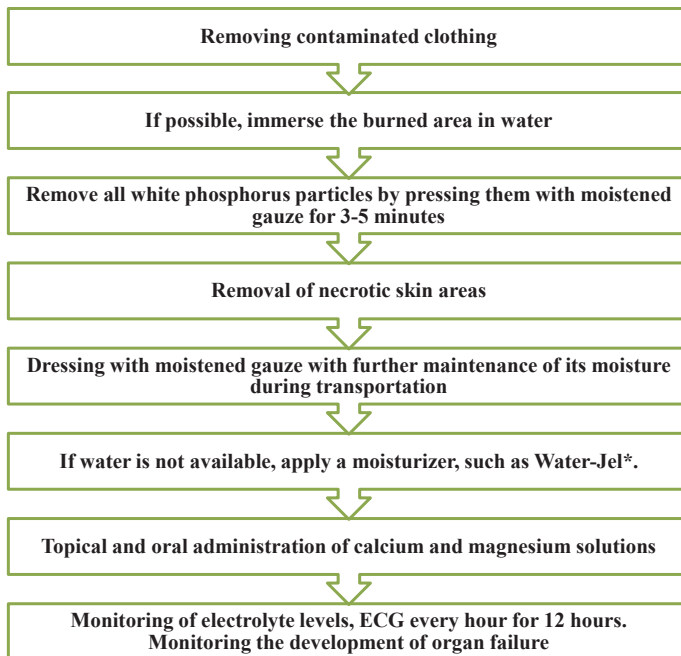 Removing contaminated clothing
If possible, immerse the burned area in water
Remove all white phosphorus particles by pressing them with moistened
gauze for 3-5 minutes
Removal of necrotic skin areas
Dressing with moistened gauze with further maintenance of its moisture
during transportation
If water is not available, apply a moisturizer, such as Water-Jel*.
Topical and oral administration of calcium and magnesium solutions
Monitoring of electrolyte levels, ECG every hour for 12 hours.
Monitoring the development of organ failure